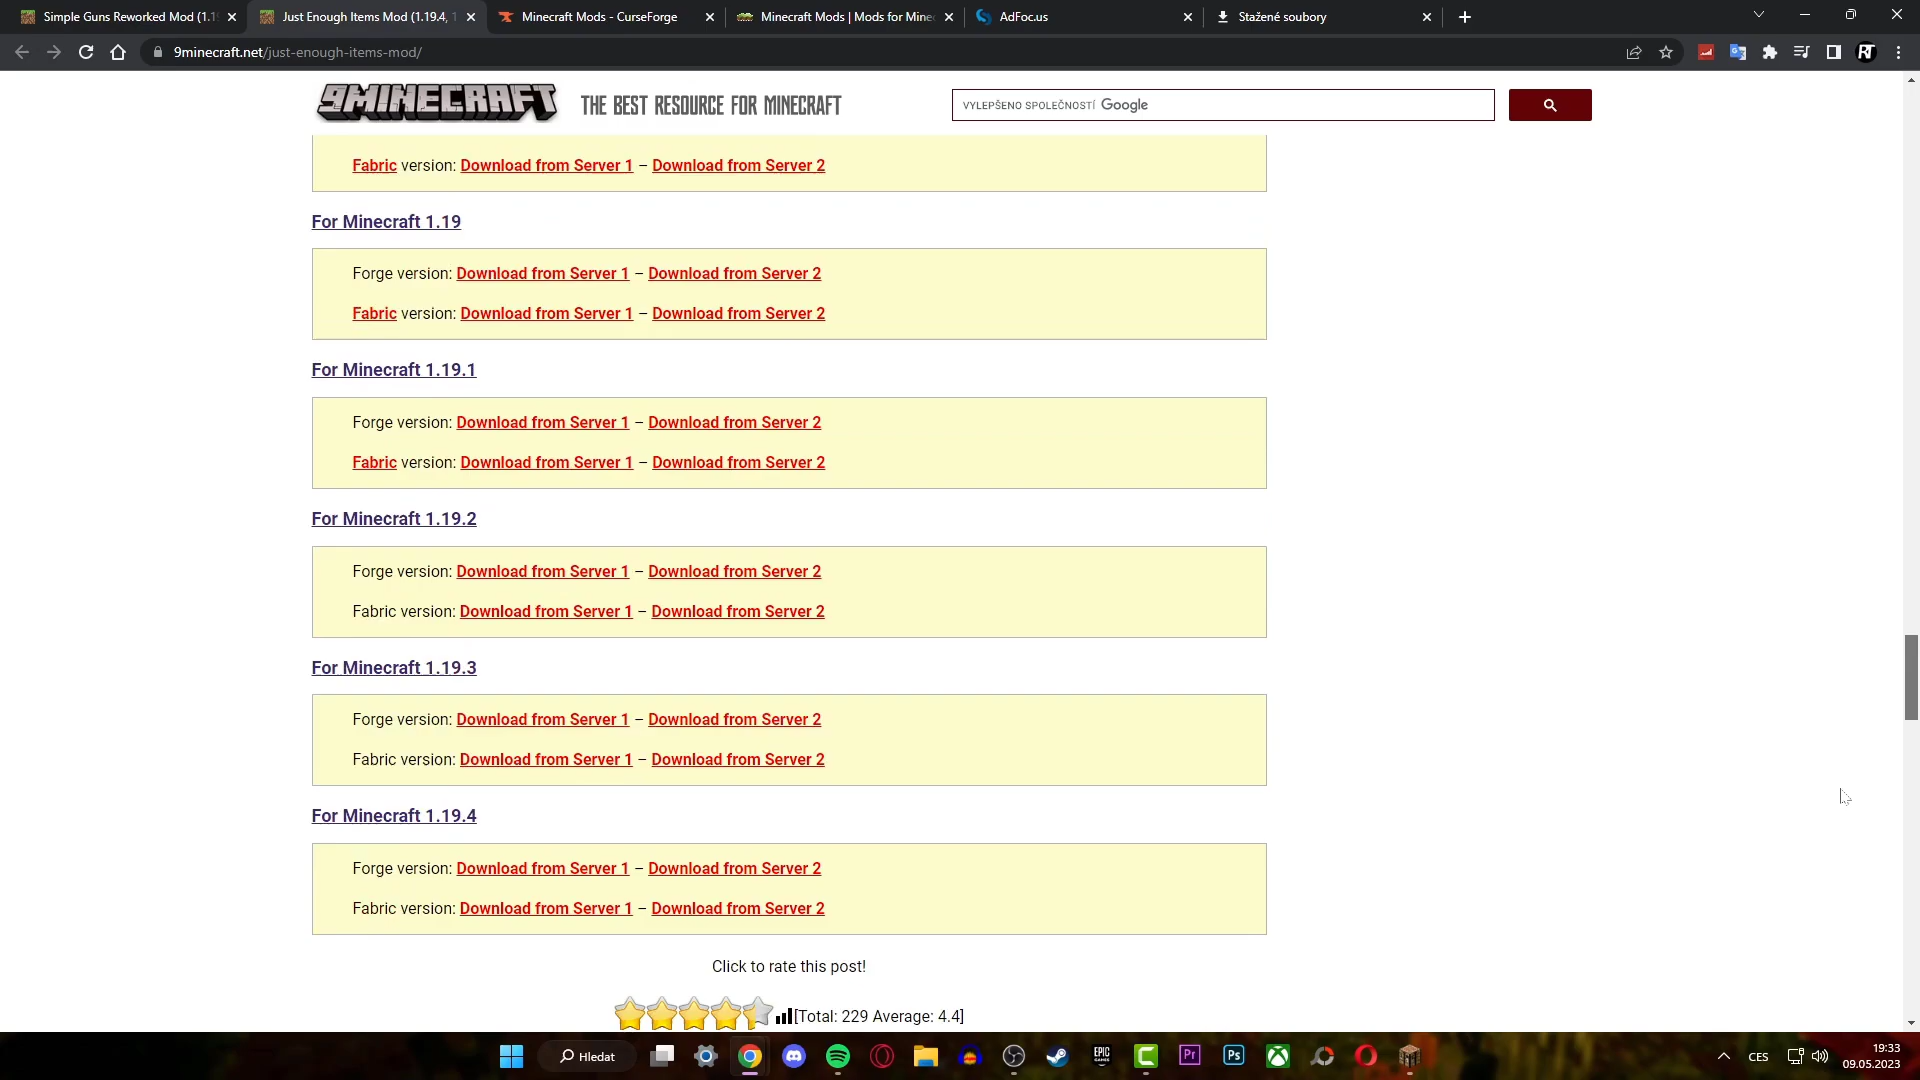 Simple Guns Reworked Mod (1.19
Just Enough Items Mod (1.19.4, 1
Minecraft Mods - CurseForge
Minecraft Mods | Mods for Mine
AdFoc.us
Stažené soubory
9minecraft.net/just-enough-items-mod/
9MINECRAFT
THE BEST RESOURCE FOR MINECRAFT
VYLEPŠENO SPOLEČNOSTÍ Google
Fabric version: Download from Server 1 – Download from Server 2
For Minecraft 1.19
Forge version: Download from Server 1 – Download from Server 2
Fabric version: Download from Server 1 – Download from Server 2
For Minecraft 1.19.1
Forge version: Download from Server 1 – Download from Server 2
Fabric version: Download from Server 1 – Download from Server 2
For Minecraft 1.19.2
Forge version: Download from Server 1 – Download from Server 2
Fabric version: Download from Server 1 – Download from Server 2
For Minecraft 1.19.3
Forge version: Download from Server 1 – Download from Server 2
Fabric version: Download from Server 1 – Download from Server 2
For Minecraft 1.19.4
Forge version: Download from Server 1 – Download from Server 2
Fabric version: Download from Server 1 – Download from Server 2
Click to rate this post!
[Total: 229 Average: 4.4]
Hledat
EPIC GAMES
Pr
Ps
CES
19:33
09.05.2023